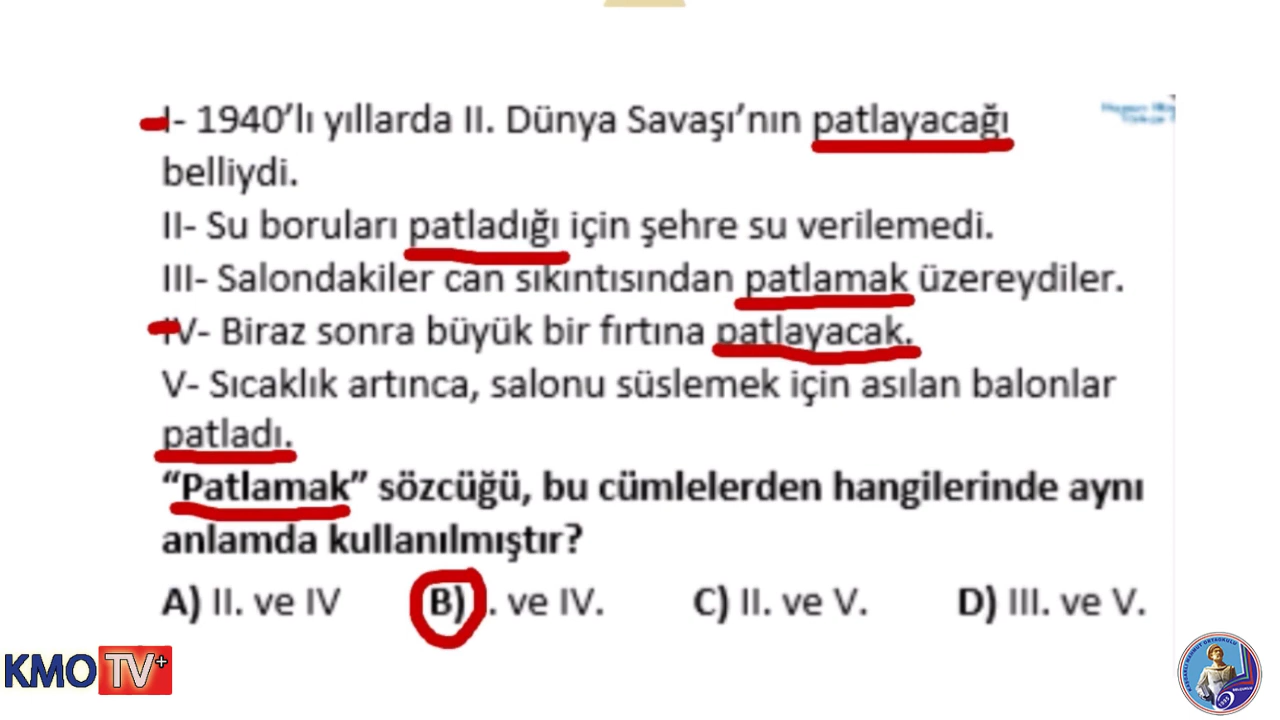 I- 1940’lı yıllarda II. Dünya Savaşı’nın patlayacağı
belliydi.
II- Su boruları patladığı için şehre su verilemedi.
III- Salondakiler can sıkıntısından patlamak üzereydiler.
IV- Biraz sonra büyük bir fırtına patlayacak.
V- Sıcaklık artınca, salonu süslemek için asılan balonlar
patladı.
“Patlamak” sözcüğü, bu cümlelerden hangilerinde aynı
anlamda kullanılmıştır?
A) II. ve IV B) . ve IV. C) II. ve V. D) III. ve V.
KMO TV+